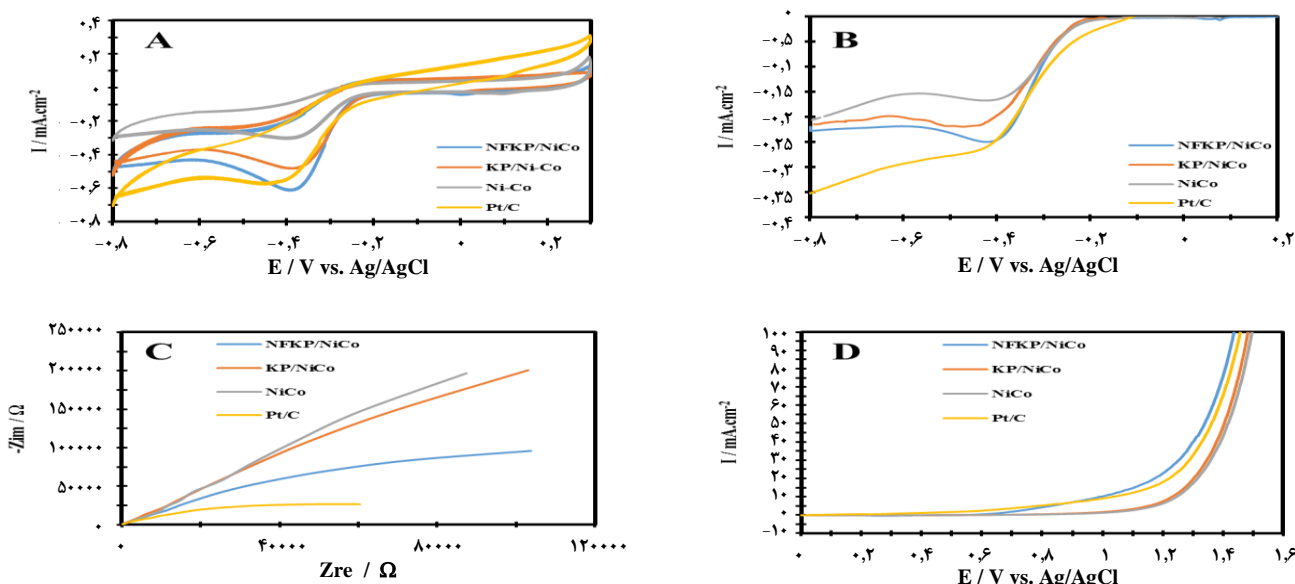 A
۰,۴
۰,۲
۰
−۰,۲
−۰,۴
−۰,۶
−۰,۸
I / mA.cm-2
NFKP/NiCo
KP/Ni-Co
Ni-Co
Pt/C
−۰,۸ −۰,۶ −۰,۴ −۰,۲ ۰ ۰,۲
E / V vs. Ag/AgCl
B
۰
−۰,۰۵
−۰,۱
−۰,۱۵
−۰,۲
−۰,۲۵
−۰,۳
−۰,۳۵
−۰,۴
I / mA.cm-2
NFKP/NiCo
KP/NiCo
NiCo
Pt/C
−۰,۸ −۰,۶ −۰,۴ −۰,۲ ۰ ۰,۲
E / V vs. Ag/AgCl
C
۲۵۰۰۰۰
۲۰۰۰۰۰
۱۵۰۰۰۰
۱۰۰۰۰۰
۵۰۰۰۰
۰
-Zim / Ω
NFKP/NiCo
KP/NiCo
NiCo
Pt/C
۰ ۴۰۰۰۰ ۸۰۰۰۰ ۱۲۰۰۰۰
Zre / Ω
D
۱۰۰
۹۰
۸۰
۷۰
۶۰
۵۰
۴۰
۳۰
۲۰
۱۰
۰
−۱۰
I / mA.cm-2
NFKP/NiCo
KP/NiCo
NiCo
Pt/C
۰ ۰,۲ ۰,۴ ۰,۶ ۰,۸ ۱ ۱,۲ ۱,۴ ۱,۶
E / V vs. Ag/AgCl